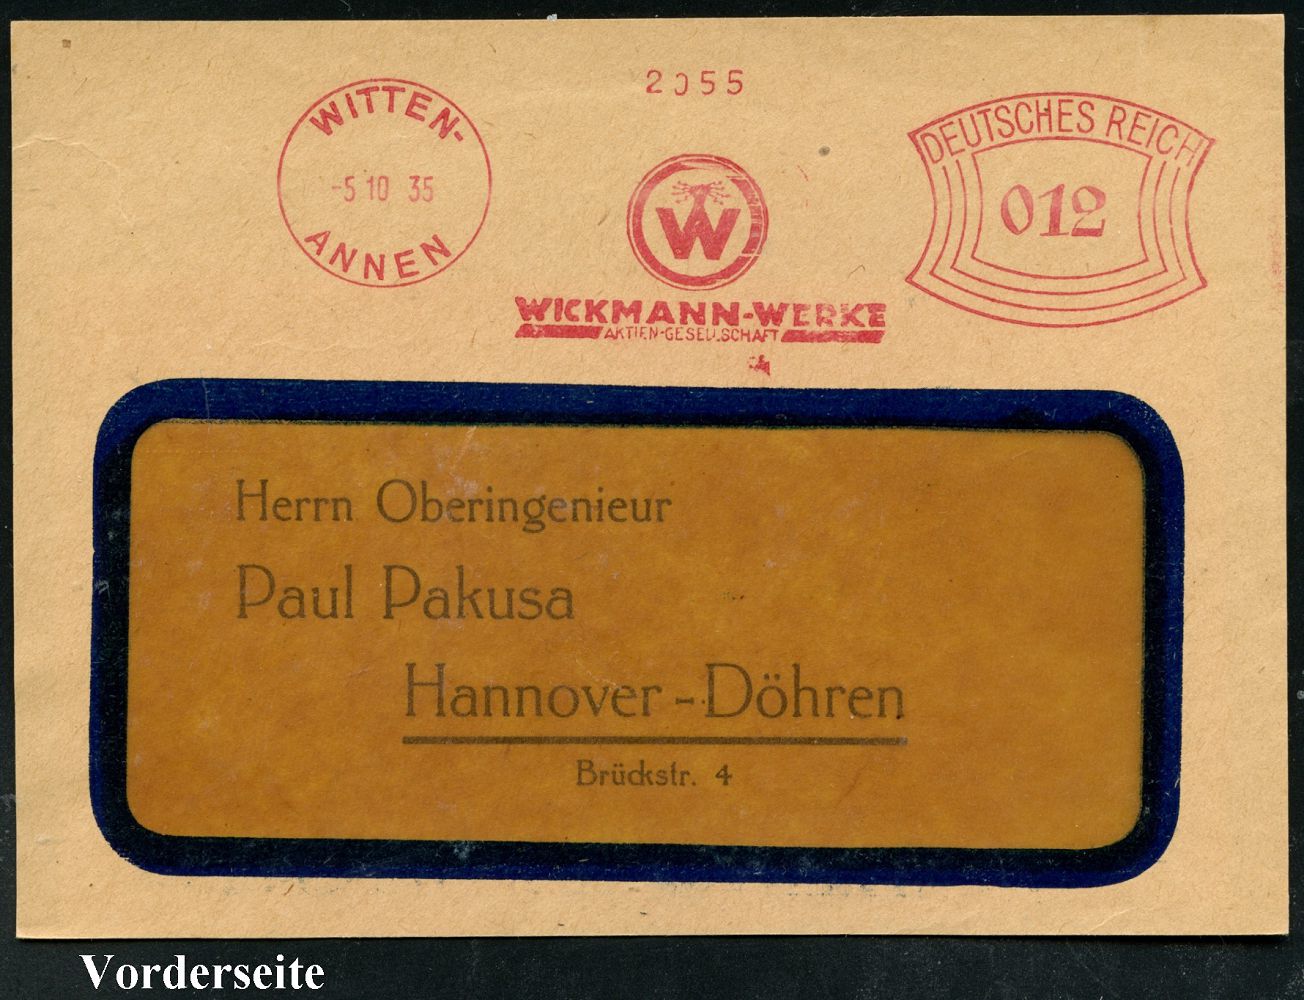 2055
WITTEN-
-5 10 35
ANNEN
W
WICKMANN-WERKE
AKTIEN-GESELLSCHAFT
DEUTSCHES REICH
012
Herrn Oberingenieur
Paul Pakusa
Hannover-Döhren
Brückstr. 4
Vorderseite